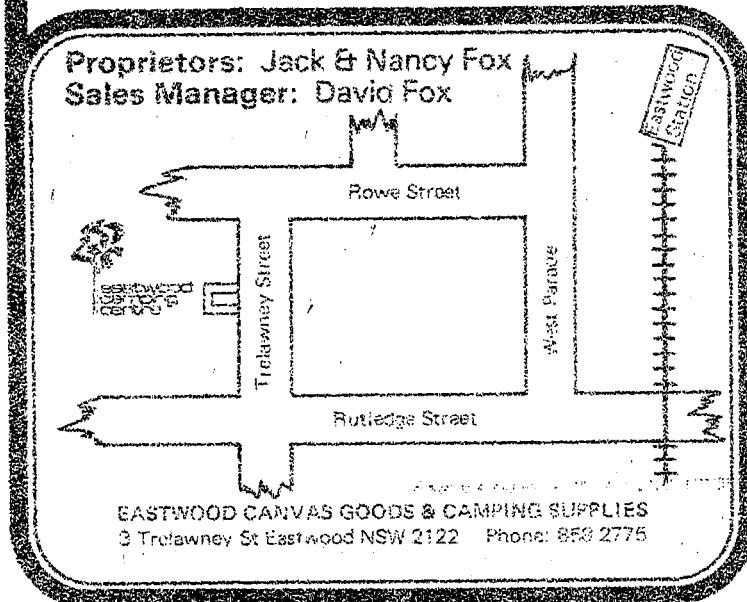 Proprietors: Jack & Nancy Fox
Sales Manager: David Fox
Eastwood
Station
Rowe Street
Trelawney Street
West Parade
eastwood
camping
centre
Rutledge Street
EASTWOOD CANVAS GOODS & CAMPING SUPPLIES
3 Trelawney St Eastwood NSW 2122 Phone: 858 2775